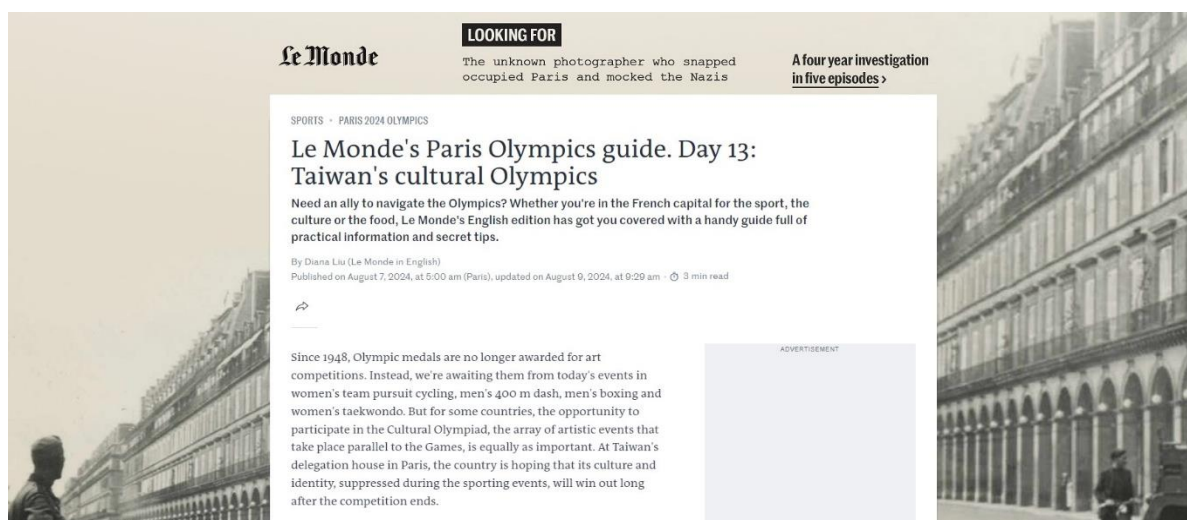 Le Monde
LOOKING FOR
The unknown photographer who snapped
occupied Paris and mocked the Nazis
A four year investigation
in five episodes >
SPORTS • PARIS 2024 OLYMPICS
Le Monde's Paris Olympics guide. Day 13:
Taiwan's cultural Olympics
Need an ally to navigate the Olympics? Whether you're in the French capital for the sport, the
culture or the food, Le Monde's English edition has got you covered with a handy guide full of
practical information and secret tips.
By Diana Liu (Le Monde in English)
Published on August 7, 2024, at 5:00 am (Paris), updated on August 9, 2024, at 9:29 am · 3 min read
Since 1948, Olympic medals are no longer awarded for art
competitions. Instead, we're awaiting them from today's events in
women's team pursuit cycling, men's 400 m dash, men's boxing and
women's taekwondo. But for some countries, the opportunity to
participate in the Cultural Olympiad, the array of artistic events that
take place parallel to the Games, is equally as important. At Taiwan's
delegation house in Paris, the country is hoping that its culture and
identity, suppressed during the sporting events, will win out long
after the competition ends.
ADVERTISEMENT